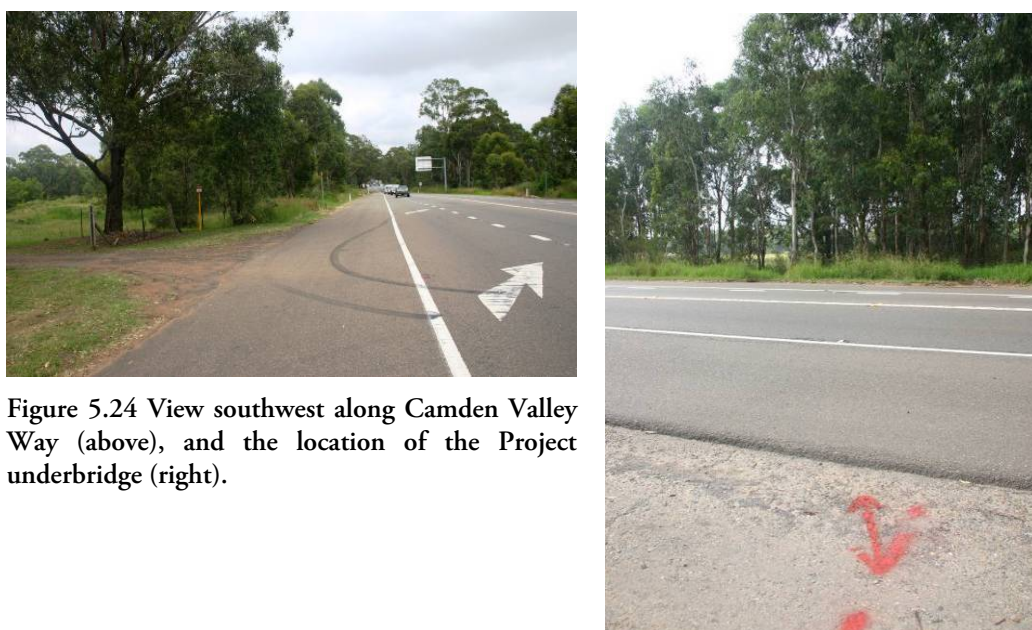 Figure 5.24 View southwest along Camden Valley
Way (above), and the location of the Project
underbridge (right).